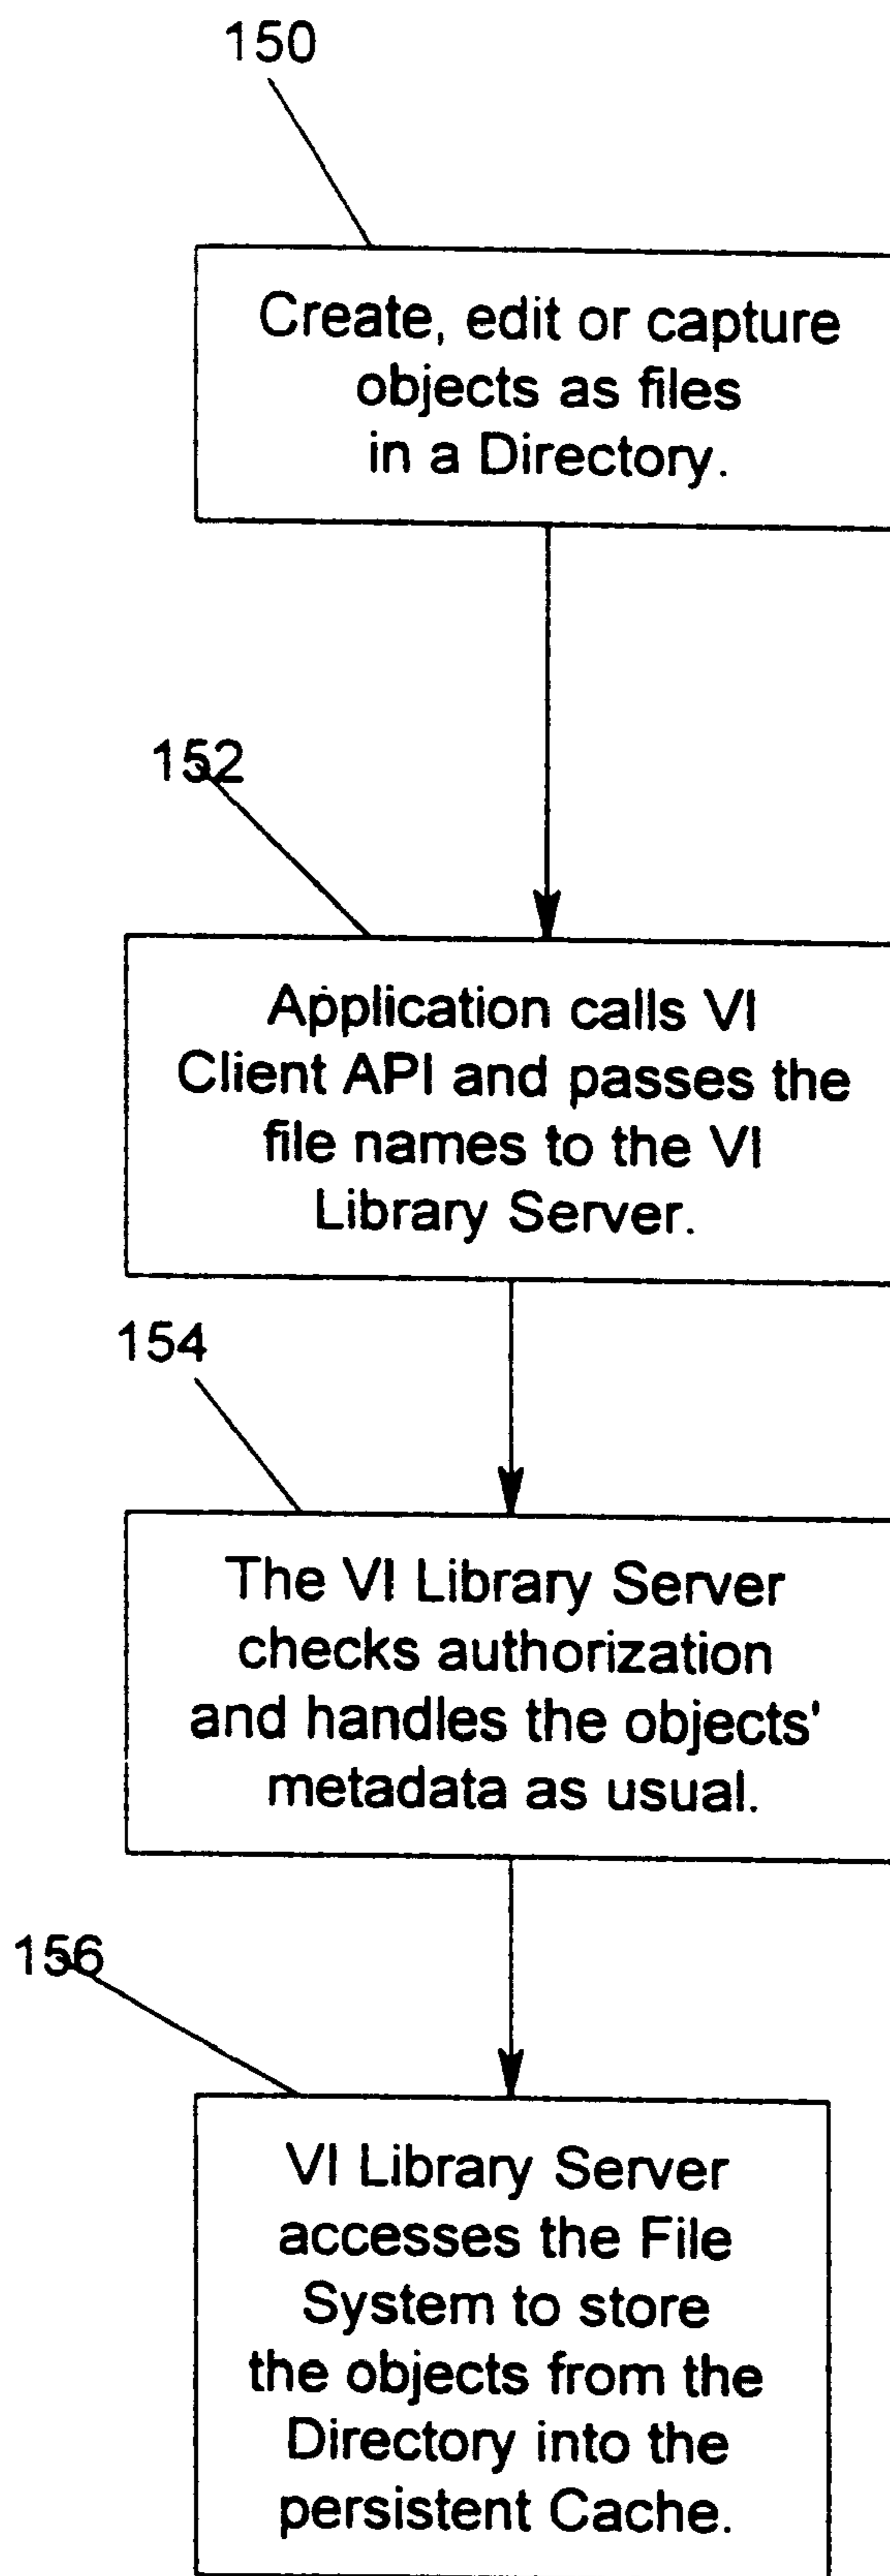 150
Create, edit or capture
objects as files
in a Directory.
152
Application calls VI
Client API and passes the
file names to the VI
Library Server.
154
The VI Library Server
checks authorization
and handles the objects'
metadata as usual.
156
VI Library Server
accesses the File
System to store
the objects from the
Directory into the
persistent Cache.